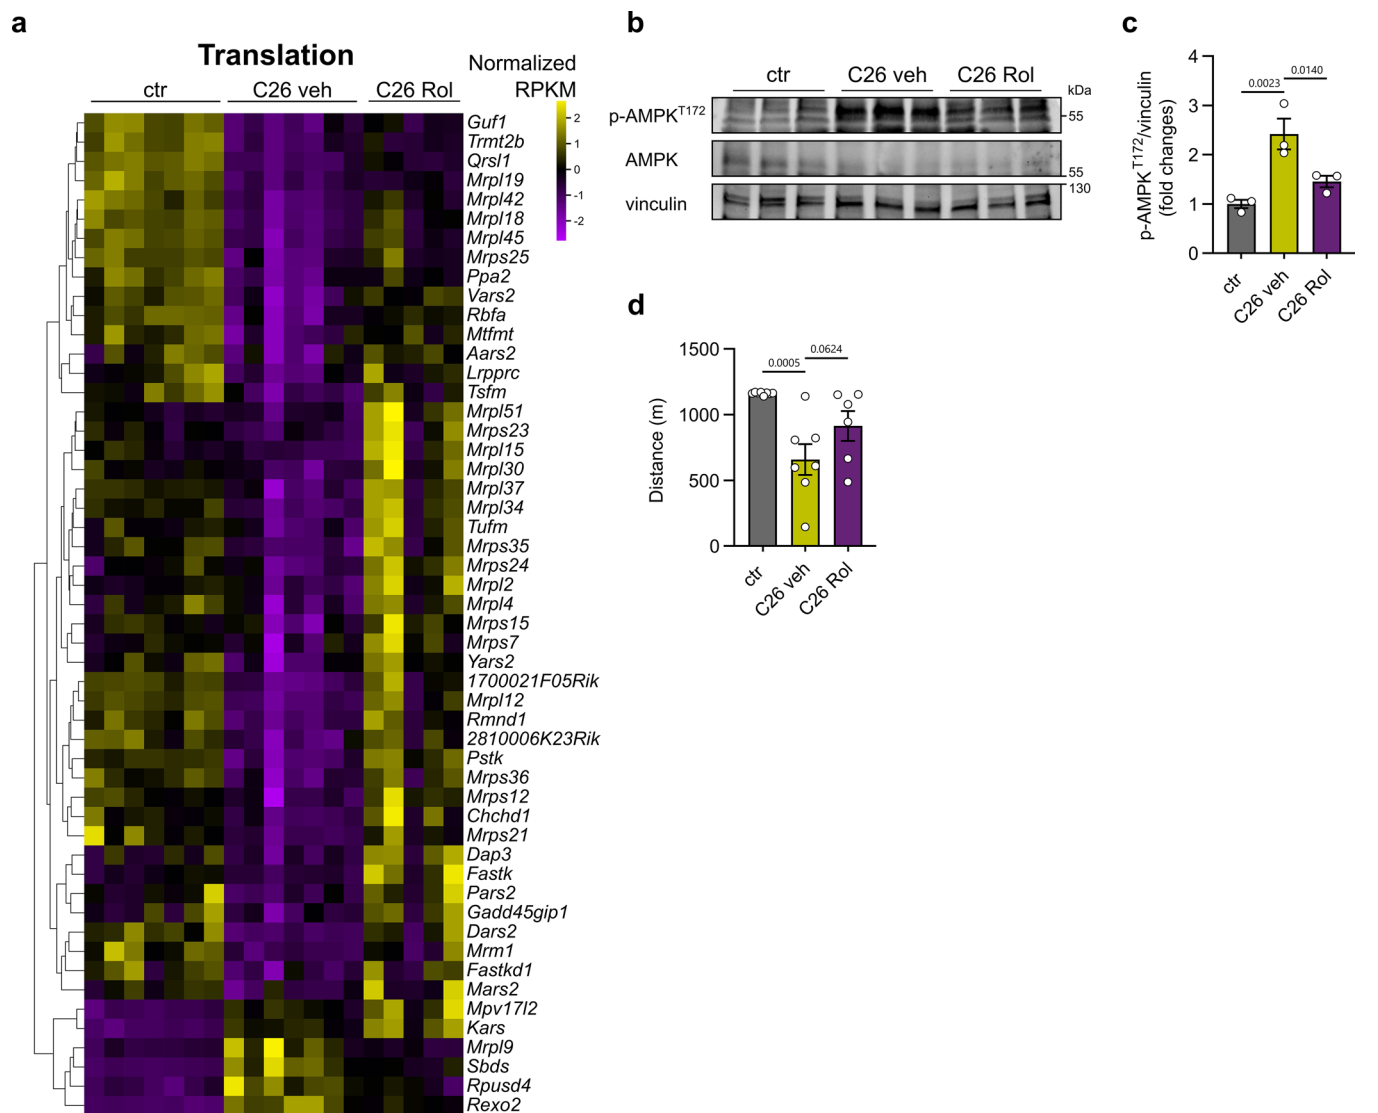 a
Translation
Normalized
RPKM
ctr
C26 veh
C26 Rol
2
1
0
-1
-2
Guf1
Trmt2b
Qrsl1
Mrpl19
Mrpl42
Mrpl18
Mrpl45
Mrps25
Ppa2
Vars2
Rbfa
Mtfmt
Aars2
Lrpprc
Tsfm
Mrpl51
Mrps23
Mrpl15
Mrpl30
Mrpl37
Mrpl34
Tufm
Mrps35
Mrps24
Mrpl2
Mrpl4
Mrps15
Mrps7
Yars2
1700021F05Rik
Mrpl12
Rmnd1
2810006K23Rik
Pstk
Mrps36
Mrps12
Chchd1
Mrps21
Dap3
Fastk
Pars2
Gadd45gip1
Dars2
Mrm1
Fastkd1
Mars2
Mpv17l2
Kars
Mrpl9
Sbds
Rpusd4
Rexo2
b
ctr
C26 veh
C26 Rol
kDa
p-AMPKT172
55
AMPK
55
130
vinculin
c
p-AMPKT172/vinculin
(fold changes)
4
3
2
1
0
0.0023
0.0140
ctr
C26 veh
C26 Rol
d
Distance (m)
1500
1000
500
0
0.0005
0.0624
ctr
C26 veh
C26 Rol